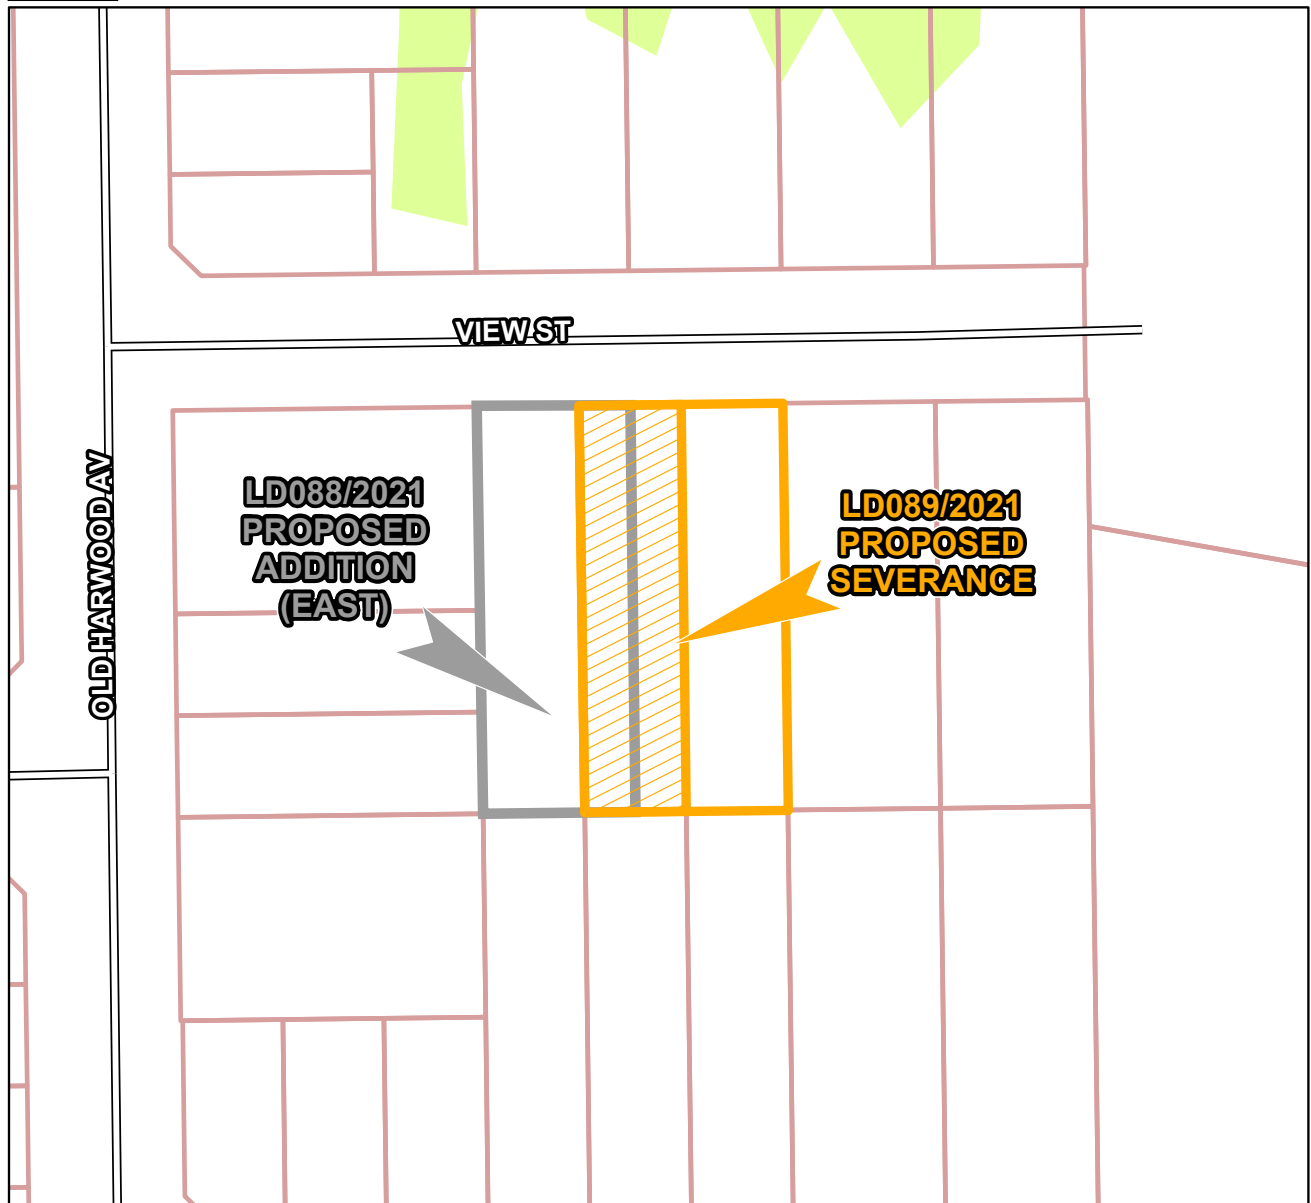 VIEW ST
OLD HARWOOD AV
LD088/2021
PROPOSED
ADDITION
(EAST)
LD089/2021
PROPOSED
SEVERANCE